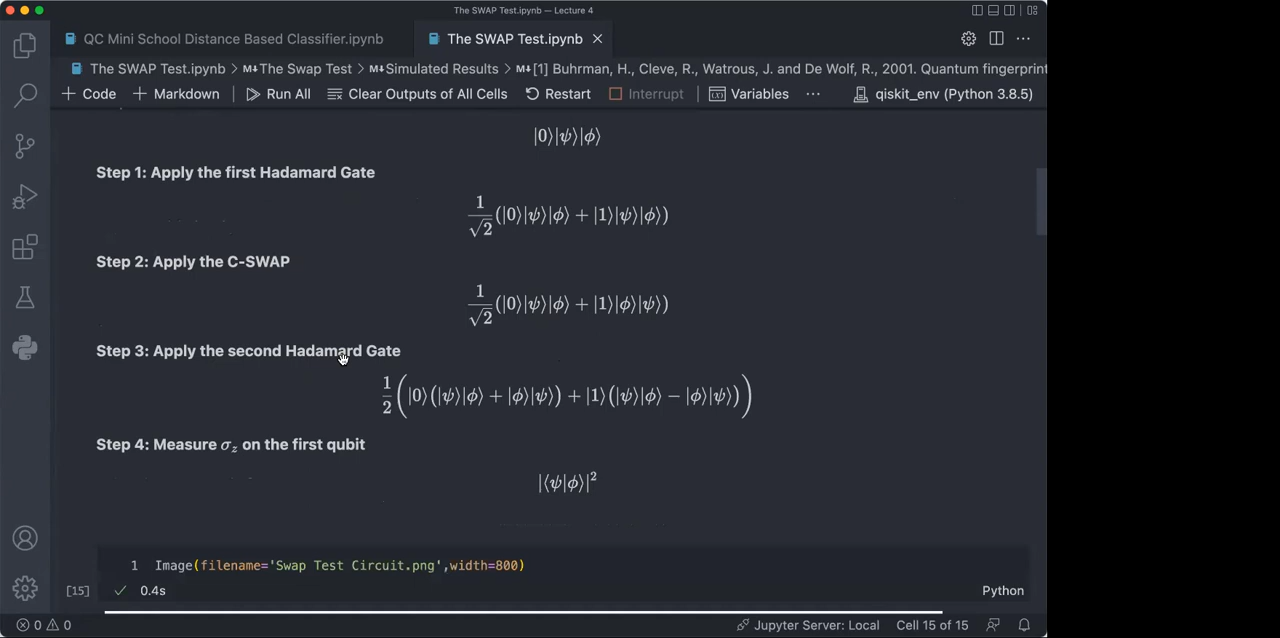 The SWAP Test.ipynb — Lecture 4
QC Mini School Distance Based Classifier.ipynb The SWAP Test.ipynb
The SWAP Test.ipynb > M↓The Swap Test > M↓Simulated Results > M↓[1] Buhrman, H., Cleve, R., Watrous, J. and De Wolf, R., 2001. Quantum fingerprint
+ Code + Markdown Run All Clear Outputs of All Cells Restart Interrupt Variables ··· qiskit_env (Python 3.8.5)
|0⟩|ψ⟩|ϕ⟩
Step 1: Apply the first Hadamard Gate
1/√2(|0⟩|ψ⟩|ϕ⟩ + |1⟩|ψ⟩|ϕ⟩)
Step 2: Apply the C-SWAP
1/√2(|0⟩|ψ⟩|ϕ⟩ + |1⟩|ϕ⟩|ψ⟩)
Step 3: Apply the second Hadamard Gate
1/2(|0⟩(|ψ⟩|ϕ⟩ + |ϕ⟩|ψ⟩) + |1⟩(|ψ⟩|ϕ⟩ − |ϕ⟩|ψ⟩))
Step 4: Measure σz on the first qubit
|⟨ψ|ϕ⟩|²
1 Image(filename='Swap Test Circuit.png',width=800)
[15] ✓ 0.4s Python
0 0 Jupyter Server: Local Cell 15 of 15